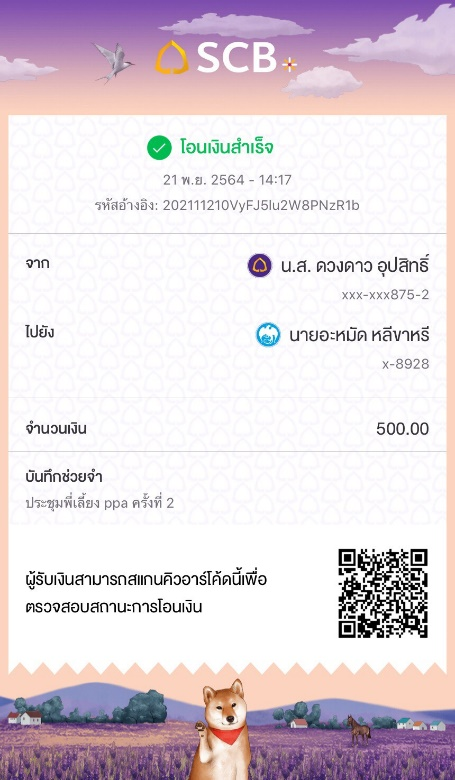 SCB+
โอนเงินสำเร็จ
21 พ.ย. 2564 - 14:17
รหัสอ้างอิง: 202111210VyFJ5lu2W8PNzR1b
จาก
น.ส. ดวงดาว อุปสิทธิ์
xxx-xxx875-2
ไปยัง
นายอะหมัด หลีขาหรี
x-8928
จำนวนเงิน
500.00
บันทึกช่วยจำ
ประชุมพี่เลี้ยง ppa ครั้งที่ 2
ผู้รับเงินสามารถสแกนคิวอาร์โค้ดนี้เพื่อ
ตรวจสอบสถานะการโอนเงิน